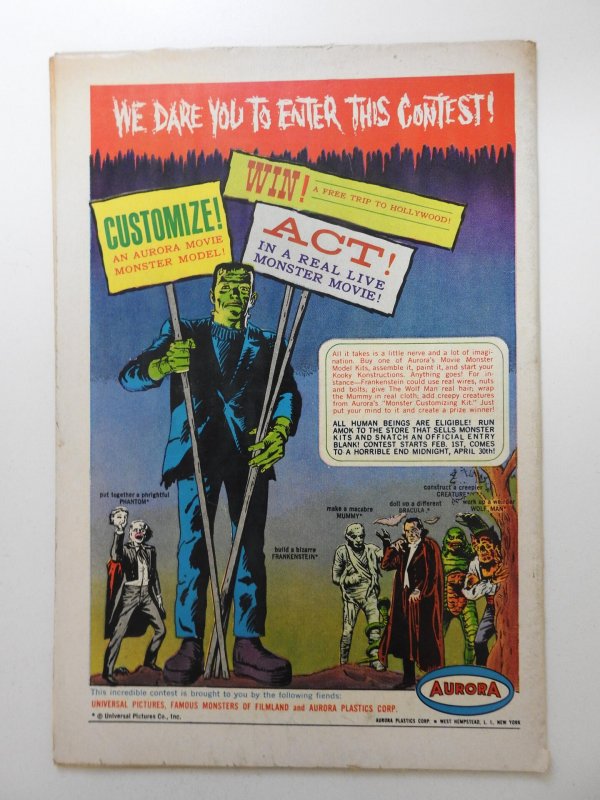 WE DARE YOU TO ENTER THIS CONTEST!
WIN! A FREE TRIP TO HOLLYWOOD!
CUSTOMIZE!
AN AURORA MOVIE
MONSTER MODEL!
ACT!
IN A REAL LIVE
MONSTER MOVIE!
All it takes is a little nerve and a lot of imagi-
nation. Buy one of Aurora's Movie Monster
Model Kits, assemble it, paint it, and start your
Kooky Konstructions. Anything goes! For in-
stance—Frankenstein could use real wires, nuts
and bolts; give The Wolf Man real hair; wrap
the Mummy in real cloth; add creepy creatures
from Aurora's "Monster Customizing Kit." Just
put your mind to it and create a prize winner!
ALL HUMAN BEINGS ARE ELIGIBLE! RUN
AMOK TO THE STORE THAT SELLS MONSTER
KITS AND SNATCH AN OFFICIAL ENTRY
BLANK! CONTEST STARTS FEB. 1ST, COMES
TO A HORRIBLE END MIDNIGHT, APRIL 30th!
put together a phrightful
PHANTOM*
build a bizarre
FRANKENSTEIN*
make a macabre
MUMMY*
doll up a different
DRACULA*
construct a creepier
CREATURE*
work up a weirder
WOLF MAN*
AURORA
This incredible contest is brought to you by the following fiends:
UNIVERSAL PICTURES, FAMOUS MONSTERS OF FILMLAND and AURORA PLASTICS CORP.
* © Universal Pictures Co., Inc.
AURORA PLASTICS CORP. • WEST HEMPSTEAD, L. I., NEW YORK